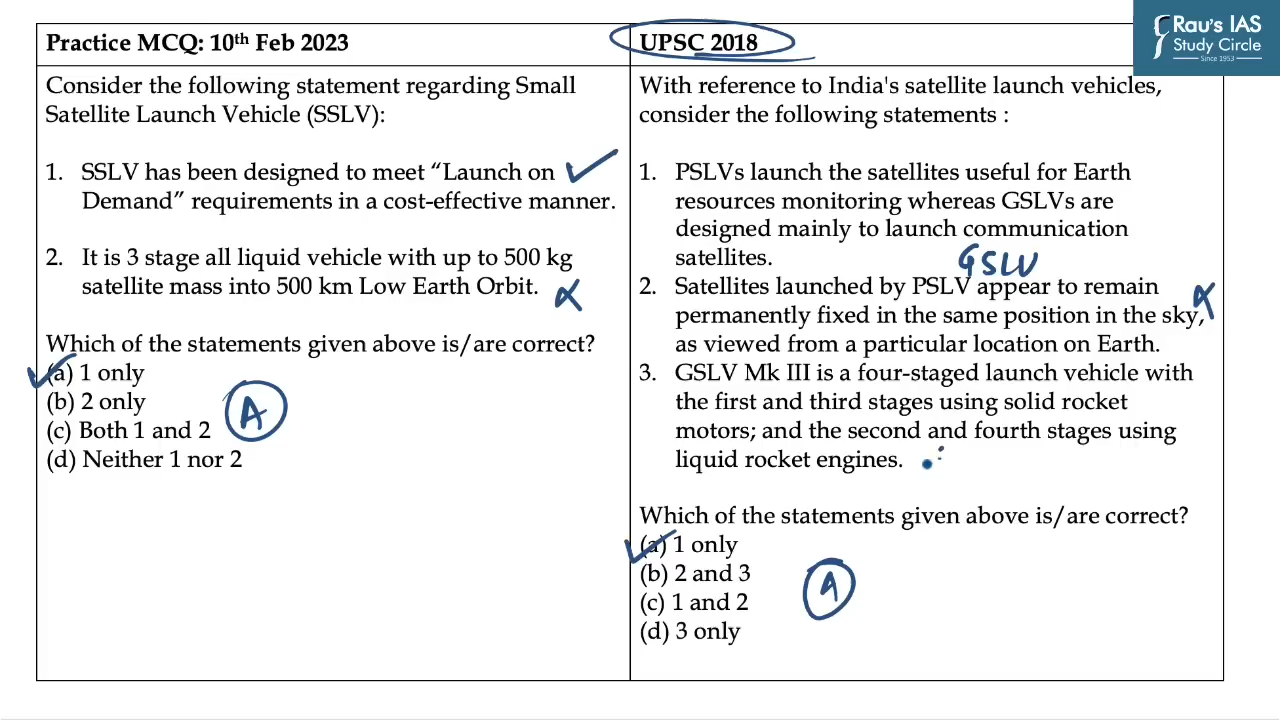 Rau's IAS
Study Circle
Since 1953
Practice MCQ: 10th Feb 2023
Consider the following statement regarding Small
Satellite Launch Vehicle (SSLV):
1. SSLV has been designed to meet “Launch on
Demand” requirements in a cost-effective manner.
2. It is 3 stage all liquid vehicle with up to 500 kg
satellite mass into 500 km Low Earth Orbit.
Which of the statements given above is/are correct?
(a) 1 only
(b) 2 only
(c) Both 1 and 2
(d) Neither 1 nor 2
A
UPSC 2018
With reference to India's satellite launch vehicles,
consider the following statements :
1. PSLVs launch the satellites useful for Earth
resources monitoring whereas GSLVs are
designed mainly to launch communication
satellites.
GSLV
2. Satellites launched by PSLV appear to remain
permanently fixed in the same position in the sky,
as viewed from a particular location on Earth.
3. GSLV Mk III is a four-staged launch vehicle with
the first and third stages using solid rocket
motors; and the second and fourth stages using
liquid rocket engines.
Which of the statements given above is/are correct?
(a) 1 only
(b) 2 and 3
(c) 1 and 2
(d) 3 only
A